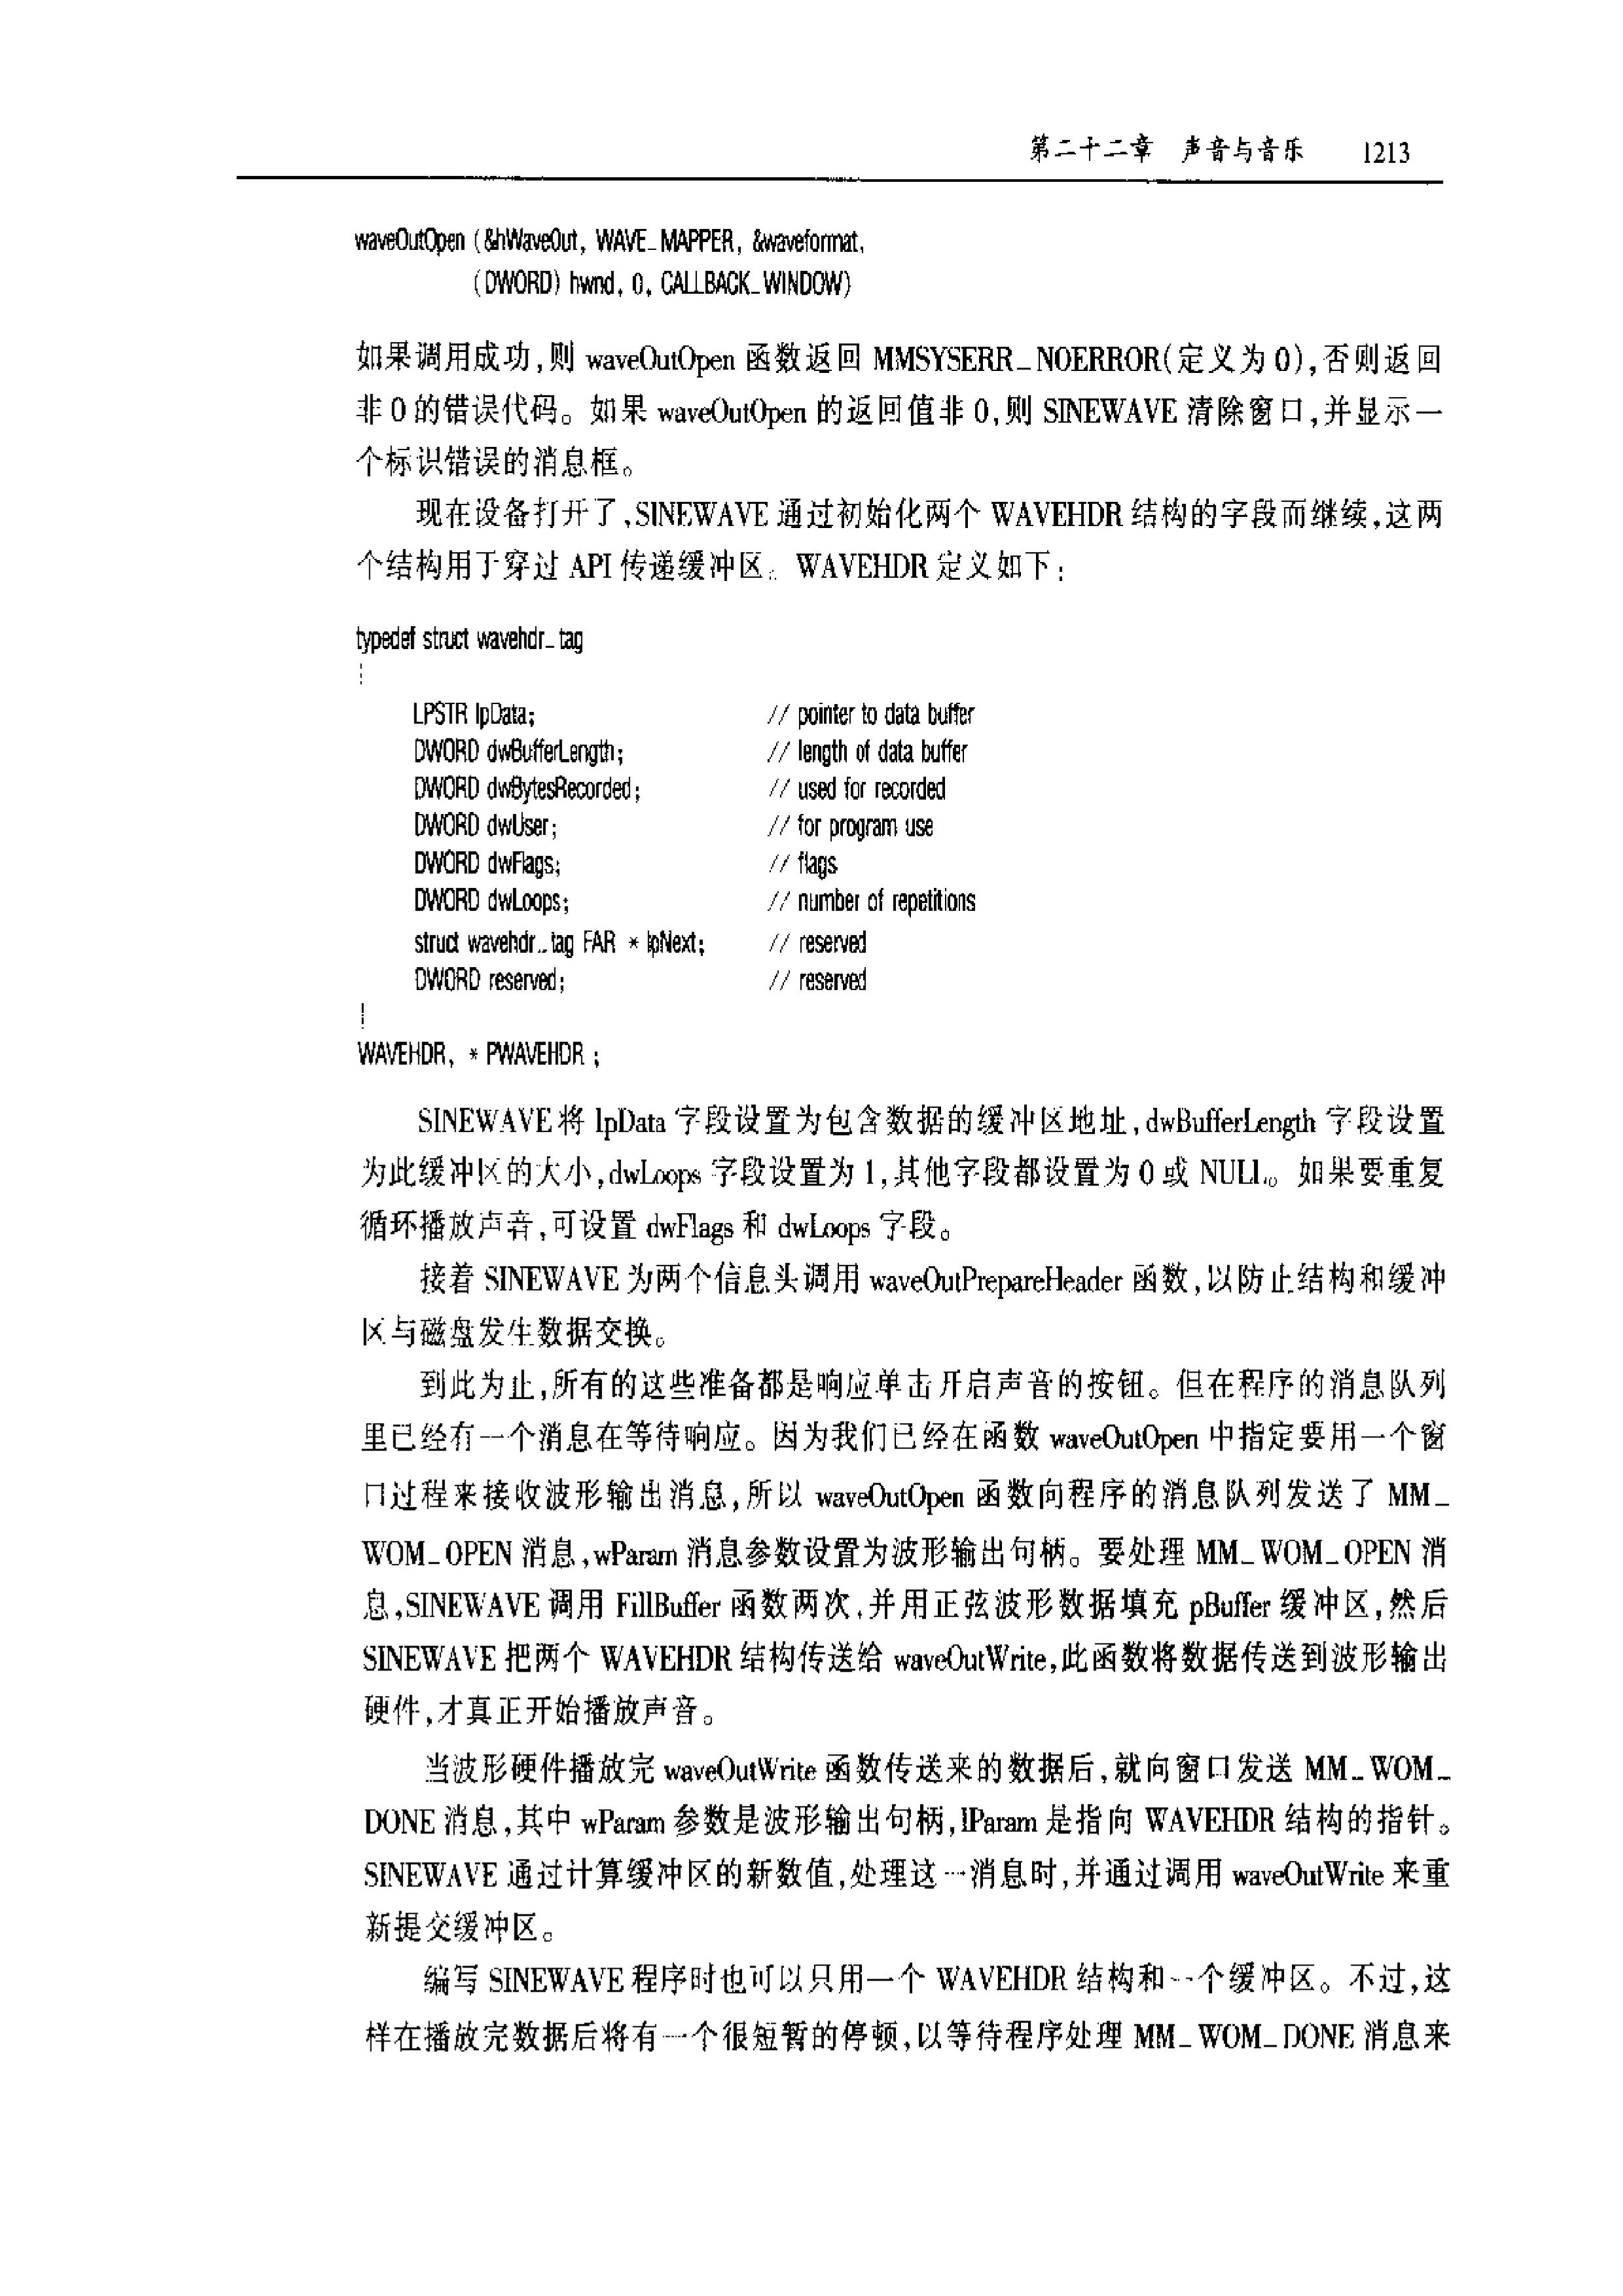 第二十二章 声音与音乐 1213
waveOutOpen (&hWaveOut, WAVE_MAPPER, &waveformat,
(DWORD) hwnd, 0, CALLBACK_WINDOW)
如果调用成功,则 waveOutOpen 函数返回 MMSYSERR_NOERROR(定义为 0),否则返回
非 0 的错误代码。如果 waveOutOpen 的返回值非 0,则 SINEWAVE 清除窗口,并显示一
个标识错误的消息框。
现在设备打开了,SINEWAVE 通过初始化两个 WAVEHDR 结构的字段而继续,这两
个结构用于穿过 API 传递缓冲区。WAVEHDR 定义如下:
typedef struct wavehdr_tag
{
LPSTR lpData; // pointer to data buffer
DWORD dwBufferLength; // length of data buffer
DWORD dwBytesRecorded; // used for recorded
DWORD dwUser; // for program use
DWORD dwFlags; // flags
DWORD dwLoops; // number of repetitions
struct wavehdr_tag FAR * lpNext; // reserved
DWORD reserved; // reserved
}
WAVEHDR, * PWAVEHDR ;
SINEWAVE 将 lpData 字段设置为包含数据的缓冲区地址,dwBufferLength 字段设置
为此缓冲区的大小,dwLoops 字段设置为 1,其他字段都设置为 0 或 NULL。如果要重复
循环播放声音,可设置 dwFlags 和 dwLoops 字段。
接着 SINEWAVE 为两个信息头调用 waveOutPrepareHeader 函数,以防止结构和缓冲
区与磁盘发生数据交换。
到此为止,所有的这些准备都是响应单击开启声音的按钮。但在程序的消息队列
里已经有一个消息在等待响应。因为我们已经在函数 waveOutOpen 中指定要用一个窗
口过程来接收波形输出消息,所以 waveOutOpen 函数向程序的消息队列发送了 MM_
WOM_OPEN 消息,wParam 消息参数设置为波形输出句柄。要处理 MM_WOM_OPEN 消
息,SINEWAVE 调用 FillBuffer 函数两次,并用正弦波形数据填充 pBuffer 缓冲区,然后
SINEWAVE 把两个 WAVEHDR 结构传送给 waveOutWrite,此函数将数据传送到波形输出
硬件,才真正开始播放声音。
当波形硬件播放完 waveOutWrite 函数传送来的数据后,就向窗口发送 MM_WOM_
DONE 消息,其中 wParam 参数是波形输出句柄,lParam 是指向 WAVEHDR 结构的指针。
SINEWAVE 通过计算缓冲区的新数值,处理这一消息时,并通过调用 waveOutWrite 来重
新提交缓冲区。
编写 SINEWAVE 程序时也可以只用一个 WAVEHDR 结构和一个缓冲区。不过,这
样在播放完数据后将有一个很短暂的停顿,以等待程序处理 MM_WOM_DONE 消息来